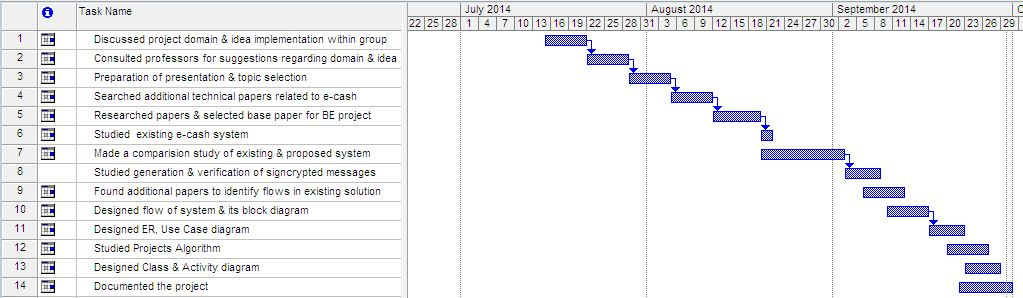 Task Name
July 2014 August 2014 September 2014 O
22 25 28 1 4 7 10 13 16 19 22 25 28 31 3 6 9 12 15 18 21 24 27 30 2 5 8 11 14 17 20 23 26 29
1 Discussed project domain & idea implementation within group
2 Consulted professors for suggestions regarding domain & idea
3 Preparation of presentation & topic selection
4 Searched additional technical papers related to e-cash
5 Researched papers & selected base paper for BE project
6 Studied existing e-cash system
7 Made a comparision study of existing & proposed system
8 Studied generation & verification of signcrypted messages
9 Found additional papers to identify flows in existing solution
10 Designed flow of system & its block diagram
11 Designed ER, Use Case diagram
12 Studied Projects Algorithm
13 Designed Class & Activity diagram
14 Documented the project